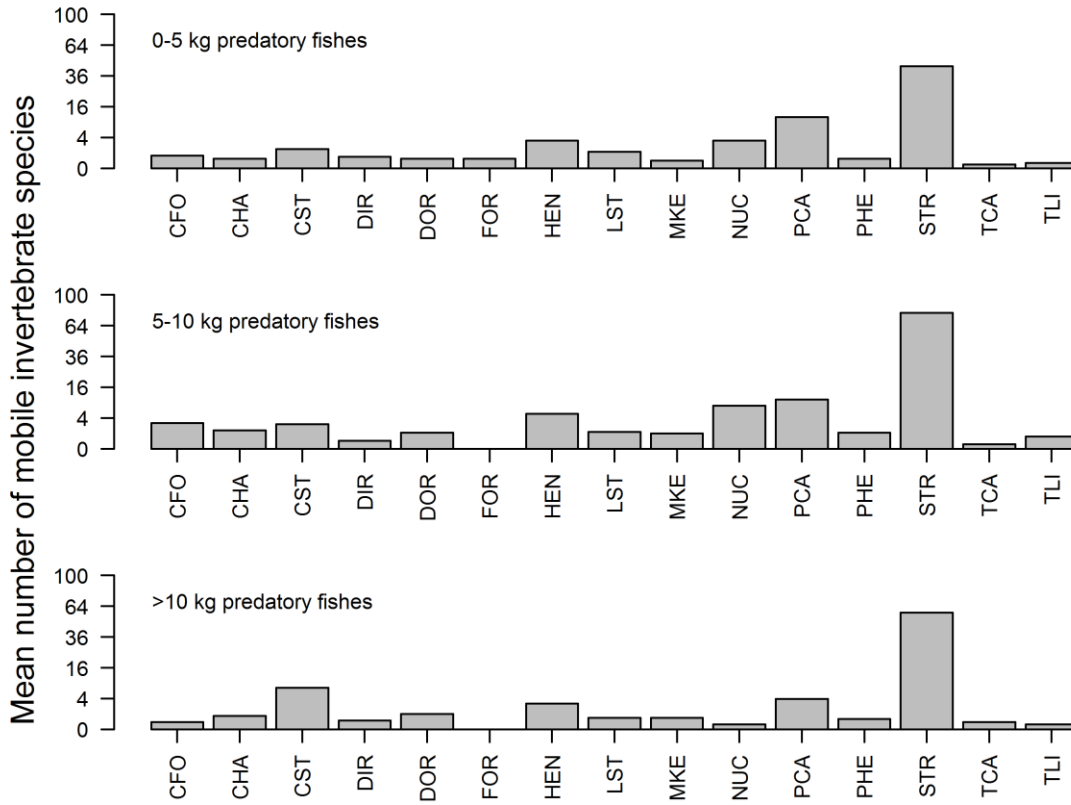 Mean number of mobile invertebrate species
0-5 kg predatory fishes
100
64
36
16
4
0
CFO CHA CST DIR DOR FOR HEN LST MKE NUC PCA PHE STR TCA TLI
5-10 kg predatory fishes
100
64
36
16
4
0
CFO CHA CST DIR DOR FOR HEN LST MKE NUC PCA PHE STR TCA TLI
>10 kg predatory fishes
100
64
36
16
4
0
CFO CHA CST DIR DOR FOR HEN LST MKE NUC PCA PHE STR TCA TLI